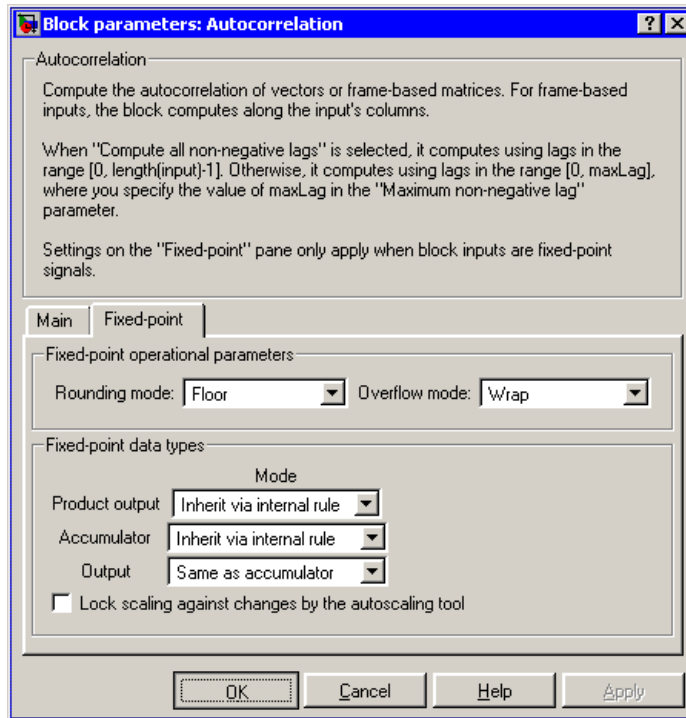 Block parameters: Autocorrelation
Autocorrelation
Compute the autocorrelation of vectors or frame-based matrices. For frame-based
inputs, the block computes along the input's columns.
When "Compute all non-negative lags" is selected, it computes using lags in the
range [0, length(input)-1]. Otherwise, it computes using lags in the range [0, maxLag],
where you specify the value of maxLag in the "Maximum non-negative lag"
parameter.
Settings on the "Fixed-point" pane only apply when block inputs are fixed-point
signals.
Main Fixed-point
Fixed-point operational parameters
Rounding mode: Floor Overflow mode: Wrap
Fixed-point data types
Mode
Product output Inherit via internal rule
Accumulator Inherit via internal rule
Output Same as accumulator
Lock scaling against changes by the autoscaling tool
OK Cancel Help Apply